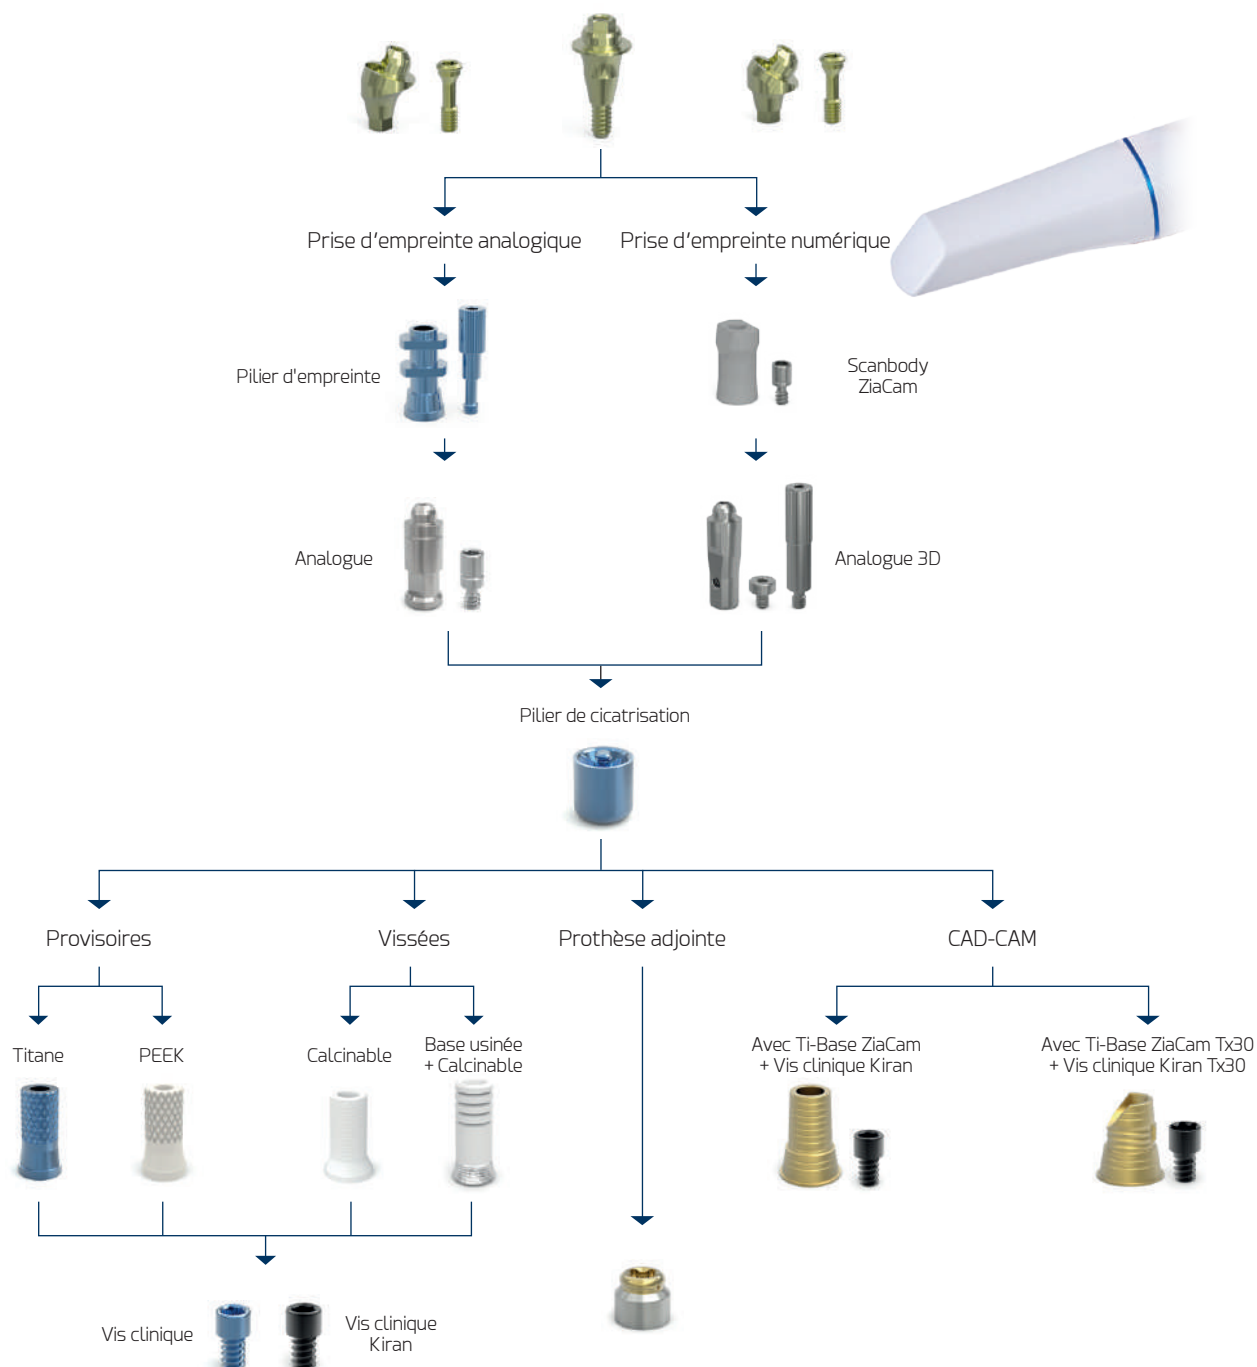 Prise d'empreinte analogique
Prise d'empreinte numérique
Pilier d'empreinte
Scanbody
ZiaCam
Analogue
Analogue 3D
Pilier de cicatrisation
Provisoires
Vissées
Prothèse adjointe
CAD-CAM
Titane
PEEK
Calcinable
Base usinée
+ Calcinable
Avec Ti-Base ZiaCam
+ Vis clinique Kiran
Avec Ti-Base ZiaCam Tx30
+ Vis clinique Kiran Tx30
Vis clinique
Vis clinique
Kiran